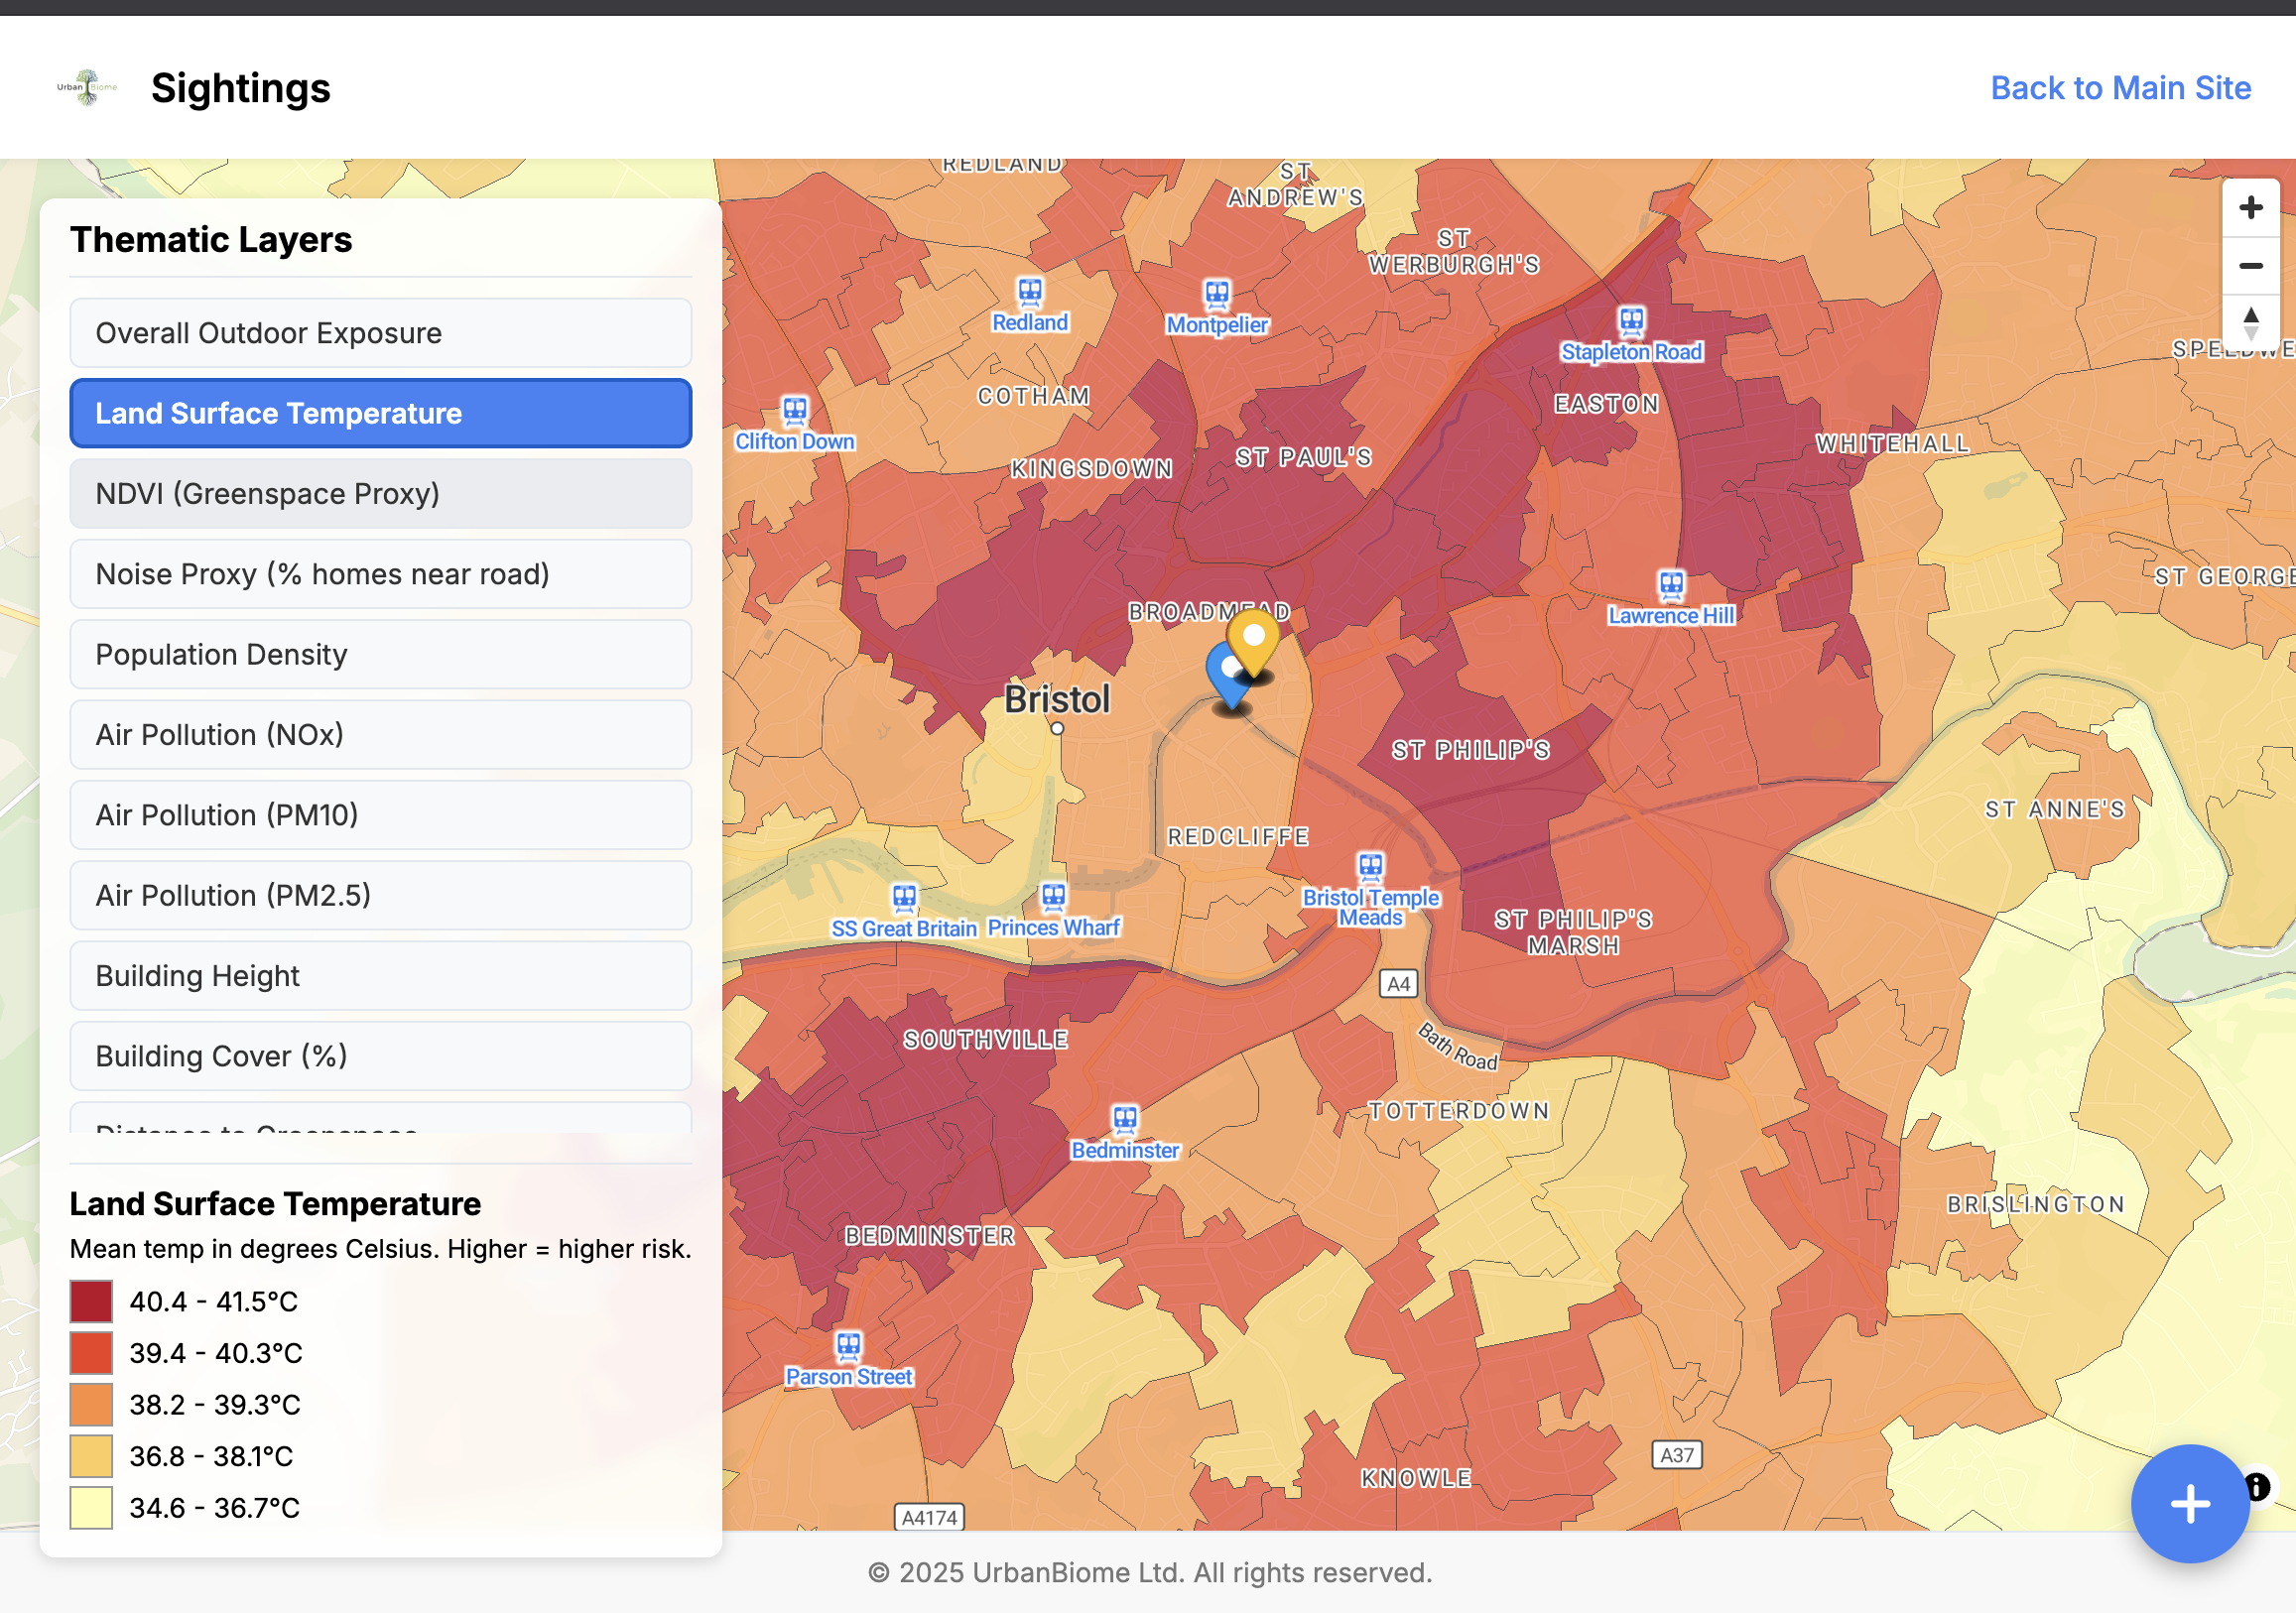 Urban Biome
Sightings
Back to Main Site
Thematic Layers
Overall Outdoor Exposure
Land Surface Temperature
NDVI (Greenspace Proxy)
Noise Proxy (% homes near road)
Population Density
Air Pollution (NOx)
Air Pollution (PM10)
Air Pollution (PM2.5)
Building Height
Building Cover (%)
Distance to Greenspace
Land Surface Temperature
Mean temp in degrees Celsius. Higher = higher risk.
40.4 - 41.5°C
39.4 - 40.3°C
38.2 - 39.3°C
36.8 - 38.1°C
34.6 - 36.7°C
REDLAND
ST
ANDREW'S
ST
WERBURGH'S
Redland
Montpelier
Stapleton Road
SPEEDWE
COTHAM
EASTON
Clifton Down
WHITEHALL
KINGSDOWN
ST PAUL'S
ST GEORGE
BROADMEAD
Lawrence Hill
Bristol
ST PHILIP'S
ST ANNE'S
REDCLIFFE
Bristol Temple
Meads
SS Great Britain
Princes Wharf
ST PHILIP'S
MARSH
A4
Bath Road
SOUTHVILLE
TOTTERDOWN
Bedminster
BRISLINGTON
BEDMINSTER
Parson Street
A37
KNOWLE
A4174
© 2025 UrbanBiome Ltd. All rights reserved.